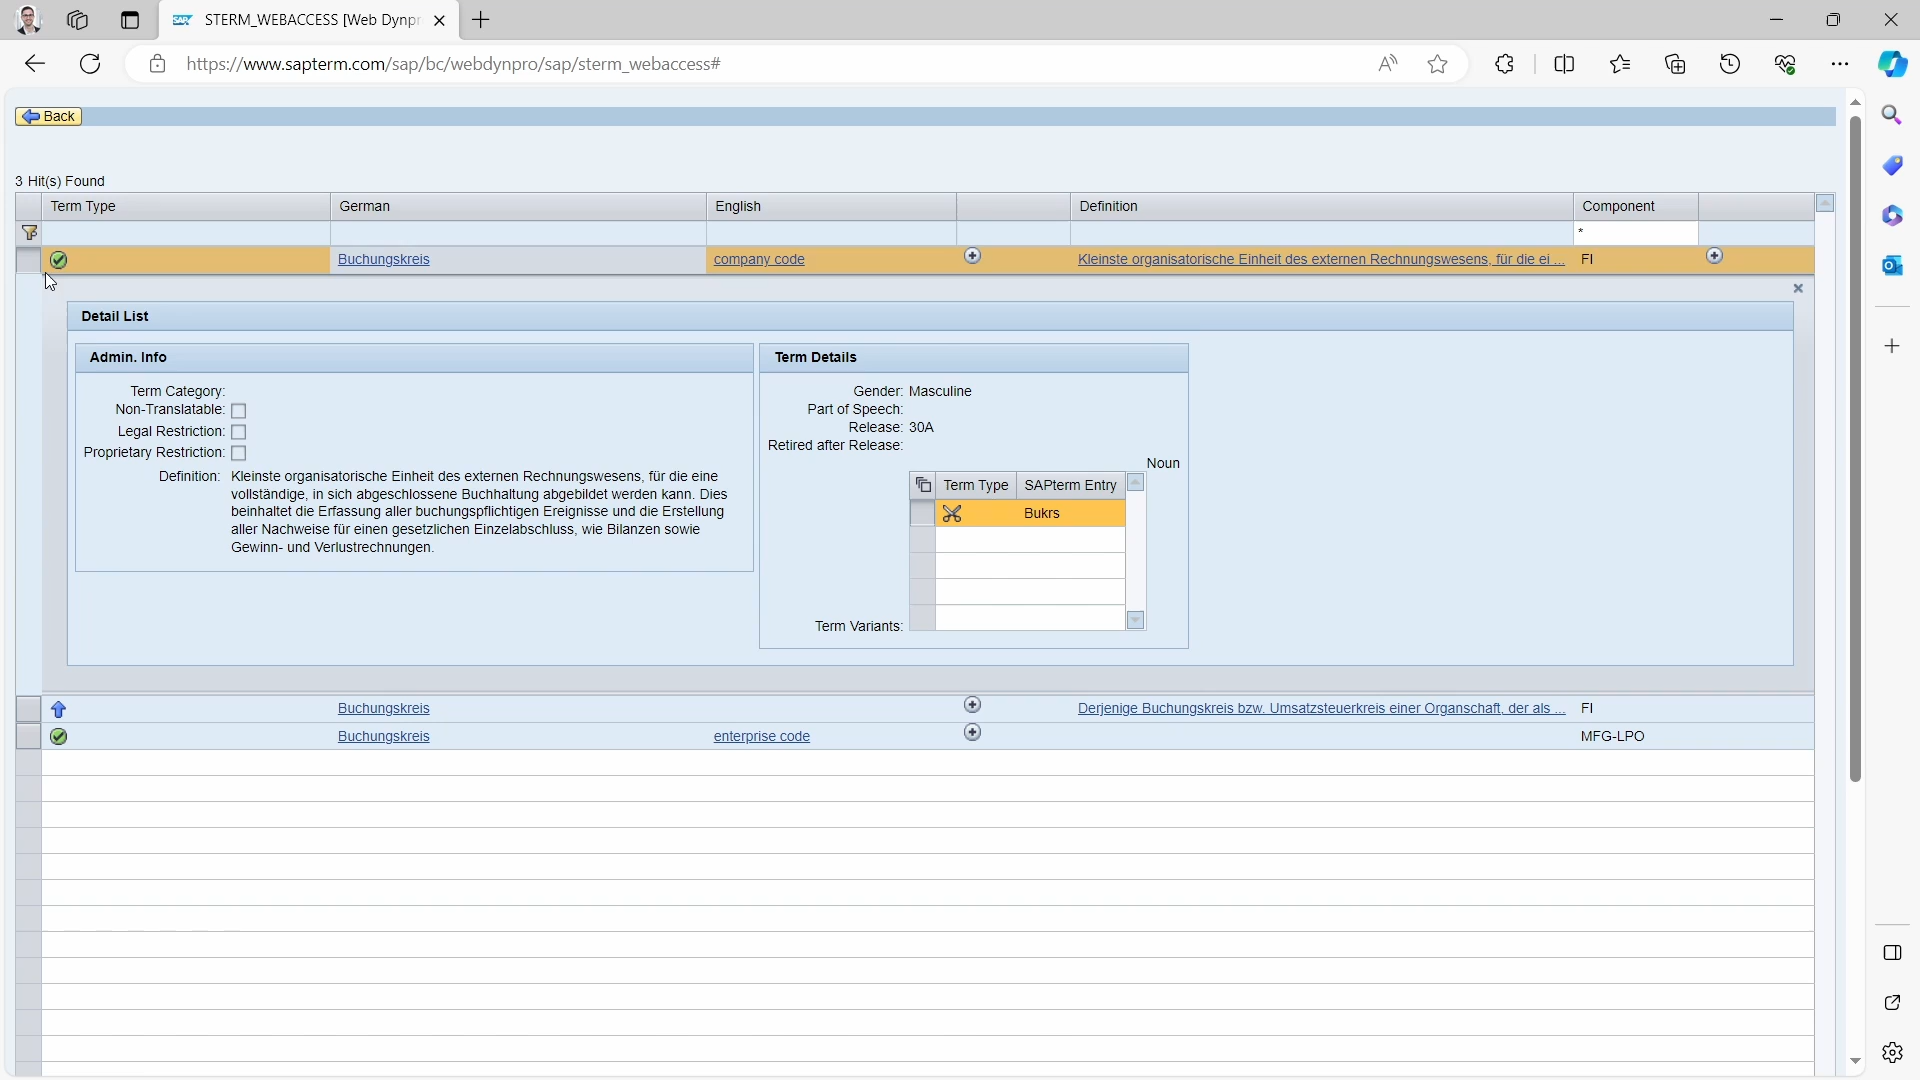 SAP STERM_WEBACCESS [Web Dynpr
https://www.sapterm.com/sap/bc/webdynpro/sap/sterm_webaccess#
Back
3 Hit(s) Found
Term Type German English Definition Component
*
Buchungskreis company code Kleinste organisatorische Einheit des externen Rechnungswesens, für die ei ... FI
Detail List
Admin. Info
Term Category:
Non-Translatable:
Legal Restriction:
Proprietary Restriction:
Definition: Kleinste organisatorische Einheit des externen Rechnungswesens, für die eine
vollständige, in sich abgeschlossene Buchhaltung abgebildet werden kann. Dies
beinhaltet die Erfassung aller buchungspflichtigen Ereignisse und die Erstellung
aller Nachweise für einen gesetzlichen Einzelabschluss, wie Bilanzen sowie
Gewinn- und Verlustrechnungen.
Term Details
Gender: Masculine
Part of Speech:
Release: 30A
Retired after Release:
Noun
Term Type SAPterm Entry
Bukrs
Term Variants:
Buchungskreis Derjenige Buchungskreis bzw. Umsatzsteuerkreis einer Organschaft, der als ... FI
Buchungskreis enterprise code MFG-LPO